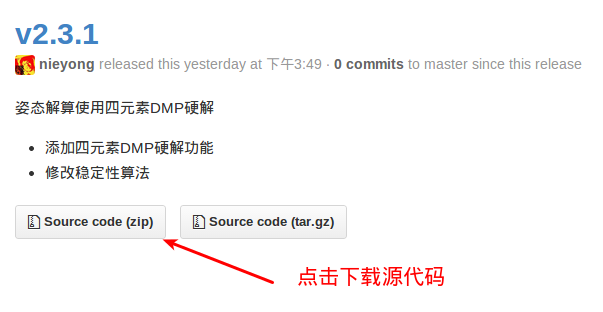 v2.3.1
nieyong released this yesterday at 下午3:49 · 0 commits to master since this release
姿态解算使用四元素DMP硬解
• 添加四元素DMP硬解功能
• 修改稳定性算法
Source code (zip) Source code (tar.gz)
点击下载源代码